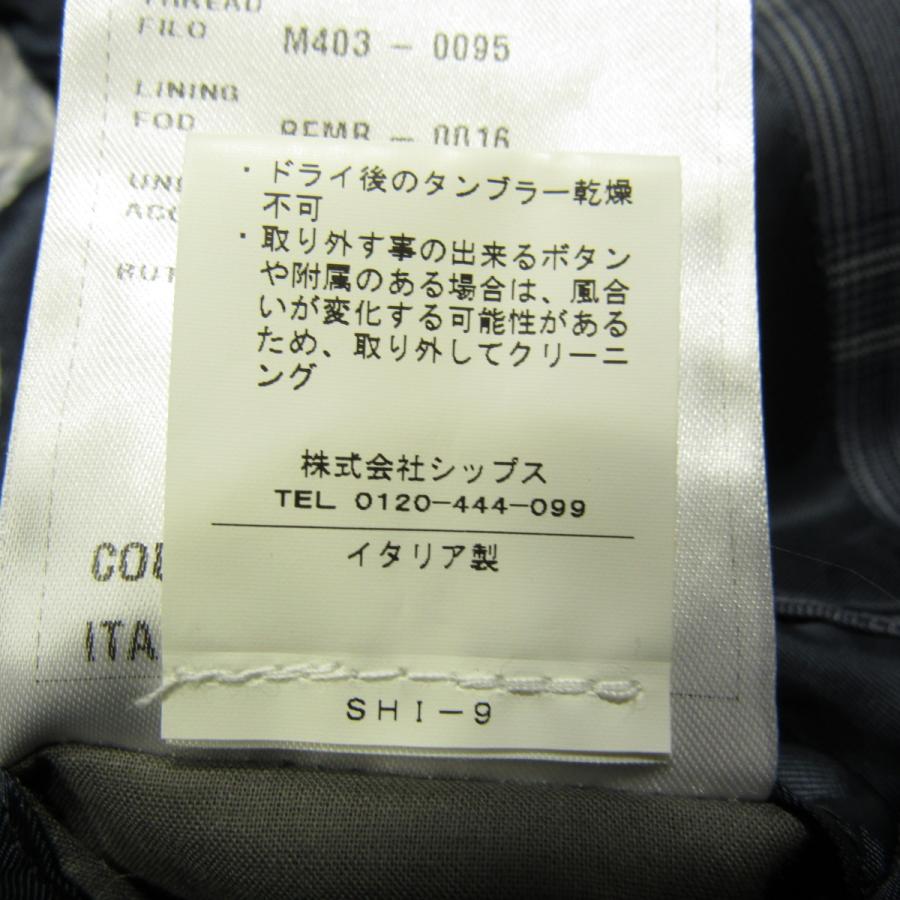 THREAD
FILO M403 - 0095
LINING
FOD 0016
・ドライ後のタンブラー乾燥
不可
・取り外す事の出来るボタン
や附属のある場合は、風合
いが変化する可能性がある
ため、取り外してクリーニ
ング
株式会社シップス
TEL 0120-444-099
イタリア製
ITA
SHI-9